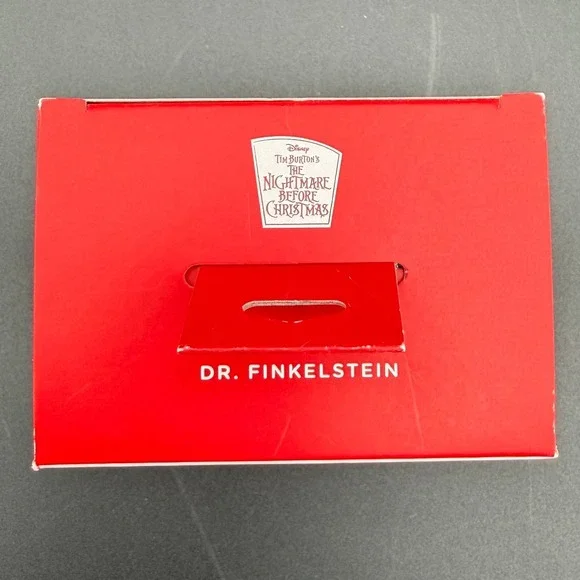 Disney
TIM BURTON'S
THE
NIGHTMARE
BEFORE
CHRISTMAS
DR. FINKELSTEIN